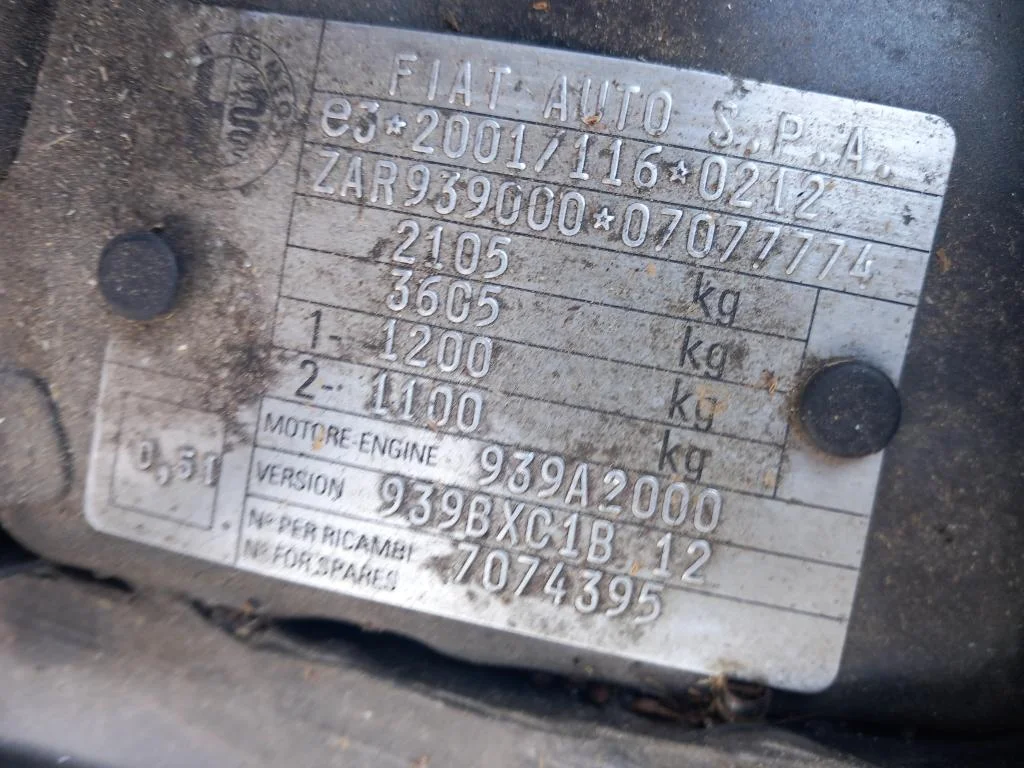 FIAT AUTO S.P.A.
e3*2001/116*0212
ZAR939000*07077774
2105 kg
3605 kg
1- 1200 kg
2- 1100 kg
MOTORE-ENGINE 939A2000
VERSION 939BXC1B 12
Nº PER RICAMBI
Nº FOR SPARES 7074395
0,51